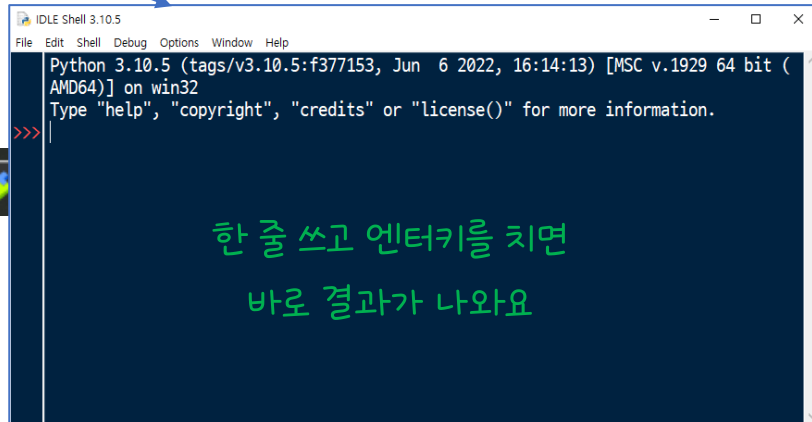 IDLE Shell 3.10.5
File Edit Shell Debug Options Window Help
Python 3.10.5 (tags/v3.10.5:f377153, Jun  6 2022, 16:14:13) [MSC v.1929 64 bit (
AMD64)] on win32
Type "help", "copyright", "credits" or "license()" for more information.
>>>
한 줄 쓰고 엔터키를 치면
바로 결과가 나와요